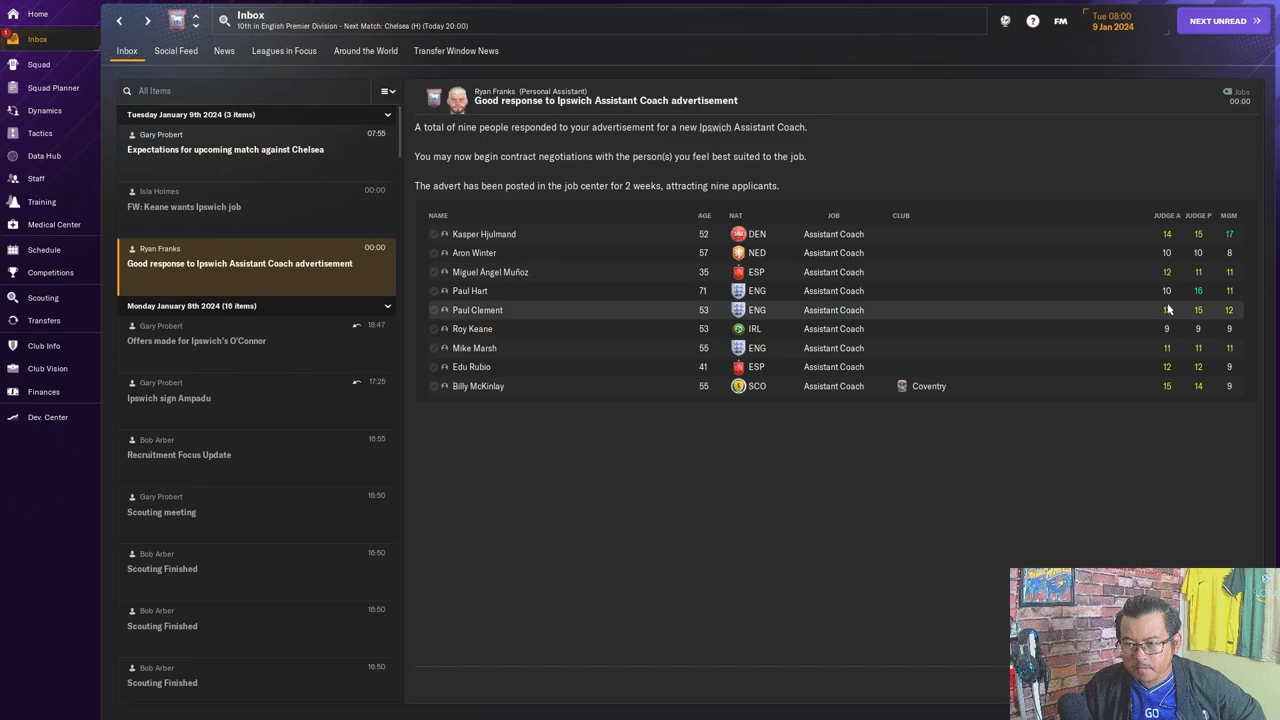 Home
Inbox
10th in English Premier Division - Next Match: Chelsea (H) (Today 20:00)
FM
Tue 08:00
9 Jan 2024
NEXT UNREAD
1
Inbox
Squad
Squad Planner
Dynamics
Tactics
Data Hub
Staff
Training
Medical Center
Schedule
Competitions
Scouting
Transfers
Club Info
Club Vision
Finances
Dev. Center
Inbox Social Feed News Leagues in Focus Around the World Transfer Window News
All Items
Tuesday January 9th 2024 (3 items)
Gary Probert 07:55
Expectations for upcoming match against Chelsea
Isla Holmes 00:00
FW: Keane wants Ipswich job
Ryan Franks 00:00
Good response to Ipswich Assistant Coach advertisement
Monday January 8th 2024 (16 items)
Gary Probert 18:47
Offers made for Ipswich's O'Connor
Gary Probert 17:25
Ipswich sign Ampadu
Bob Arber 16:55
Recruitment Focus Update
Gary Probert 16:50
Scouting meeting
Bob Arber 16:50
Scouting Finished
Bob Arber 16:50
Scouting Finished
Bob Arber 16:50
Scouting Finished
Ryan Franks (Personal Assistant)
Good response to Ipswich Assistant Coach advertisement
Jobs
00:00
A total of nine people responded to your advertisement for a new Ipswich Assistant Coach.
You may now begin contract negotiations with the person(s) you feel best suited to the job.
The advert has been posted in the job center for 2 weeks, attracting nine applicants.
NAME AGE NAT JOB CLUB JUDGE A JUDGE P MGM
Kasper Hjulmand 52 DEN Assistant Coach 14 15 17
Aron Winter 57 NED Assistant Coach 10 10 8
Miguel Ángel Muñoz 35 ESP Assistant Coach 12 11 11
Paul Hart 71 ENG Assistant Coach 10 16 11
Paul Clement 53 ENG Assistant Coach 15 12
Roy Keane 53 IRL Assistant Coach 9 9 9
Mike Marsh 55 ENG Assistant Coach 11 11 11
Edu Rubio 41 ESP Assistant Coach 12 12 9
Billy McKinlay 55 SCO Assistant Coach Coventry 15 14 9
GO